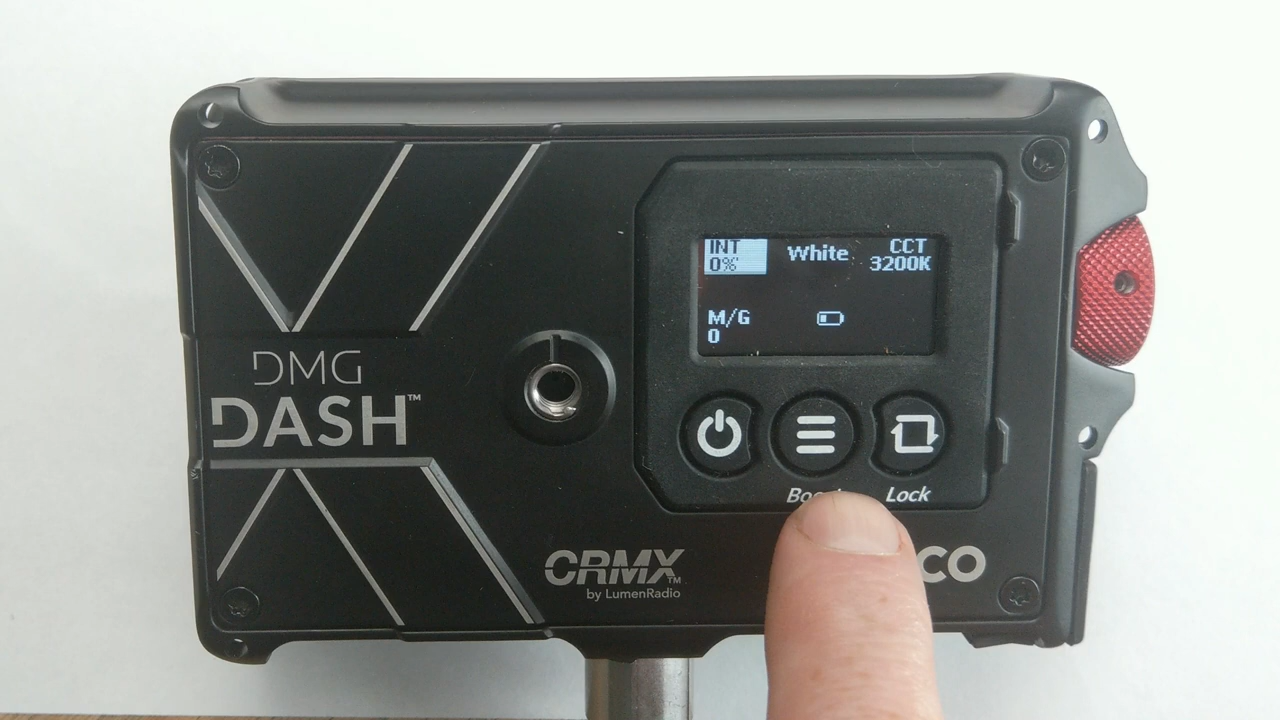 INT
0%
White
CCT
3200K
M/G
0
DMG
DASH™
Lock
CRMX™
by LumenRadio